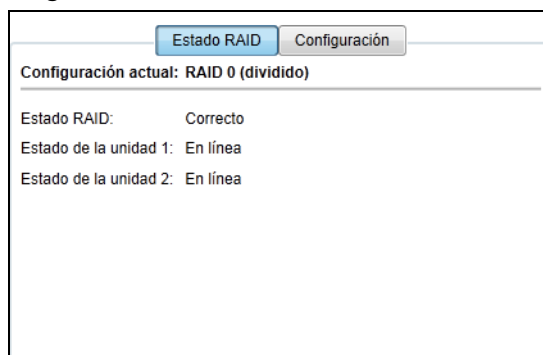 Estado RAID Configuración
Configuración actual: RAID 0 (dividido)
Estado RAID: Correcto
Estado de la unidad 1: En línea
Estado de la unidad 2: En línea